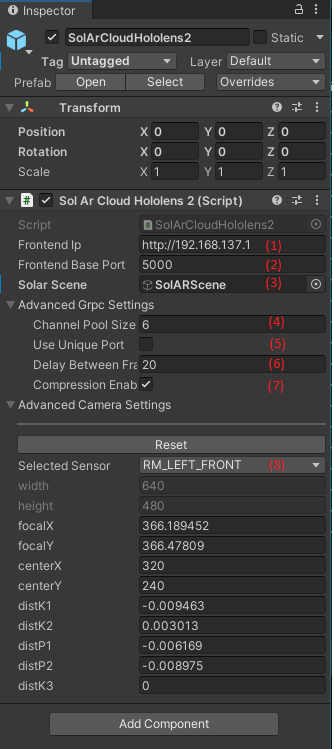 Inspector
SolArCloudHololens2 Static
Tag Untagged Layer Default
Prefab Open Select Overrides
Transform
Position X 0 Y 0 Z 0
Rotation X 0 Y 0 Z 0
Scale X 1 Y 1 Z 1
# Sol Ar Cloud Hololens 2 (Script)
Script # SolArCloudHololens2
Frontend Ip http://192.168.137.1 (1)
Frontend Base Port 5000 (2)
Solar Scene SolARScene (3)
Advanced Grpc Settings
Channel Pool Size 6 (4)
Use Unique Port (5)
Delay Between Fra 20 (6)
Compression Enab (7)
Advanced Camera Settings
Reset
Selected Sensor RM_LEFT_FRONT (8)
width 640
height 480
focalX 366.189452
focalY 366.47809
centerX 320
centerY 240
distK1 -0.009463
distK2 0.003013
distP1 -0.006169
distP2 -0.008975
distK3 0
Add Component